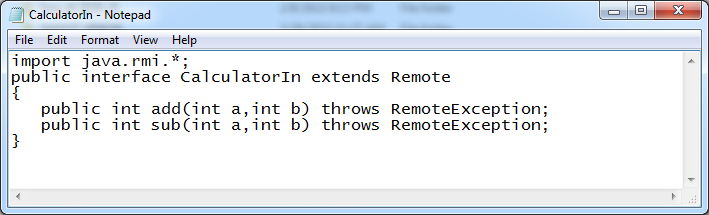 CalculatorIn - Notepad
File Edit Format View Help
import java.rmi.*;
public interface CalculatorIn extends Remote
{
   public int add(int a,int b) throws RemoteException;
   public int sub(int a,int b) throws RemoteException;
}